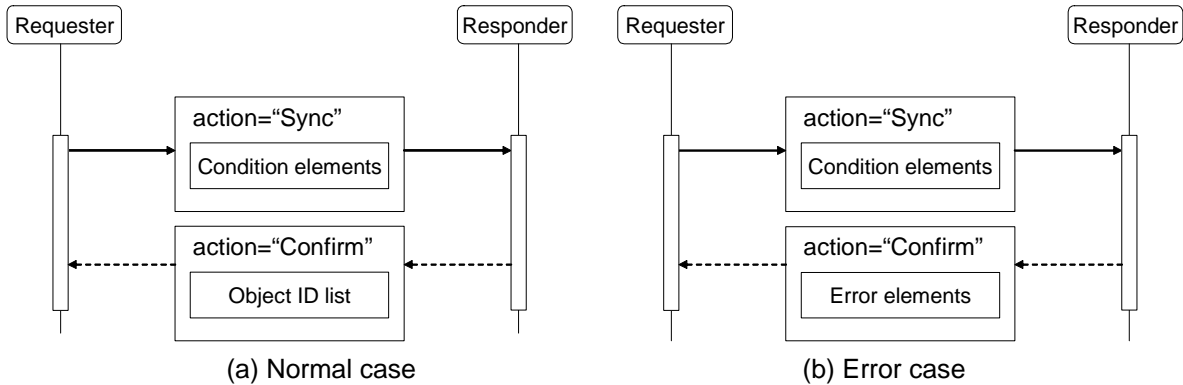 Requester
Responder
action=“Sync”
Condition elements
action=“Confirm”
Object ID list
(a) Normal case
Requester
Responder
action=“Sync”
Condition elements
action=“Confirm”
Error elements
(b) Error case